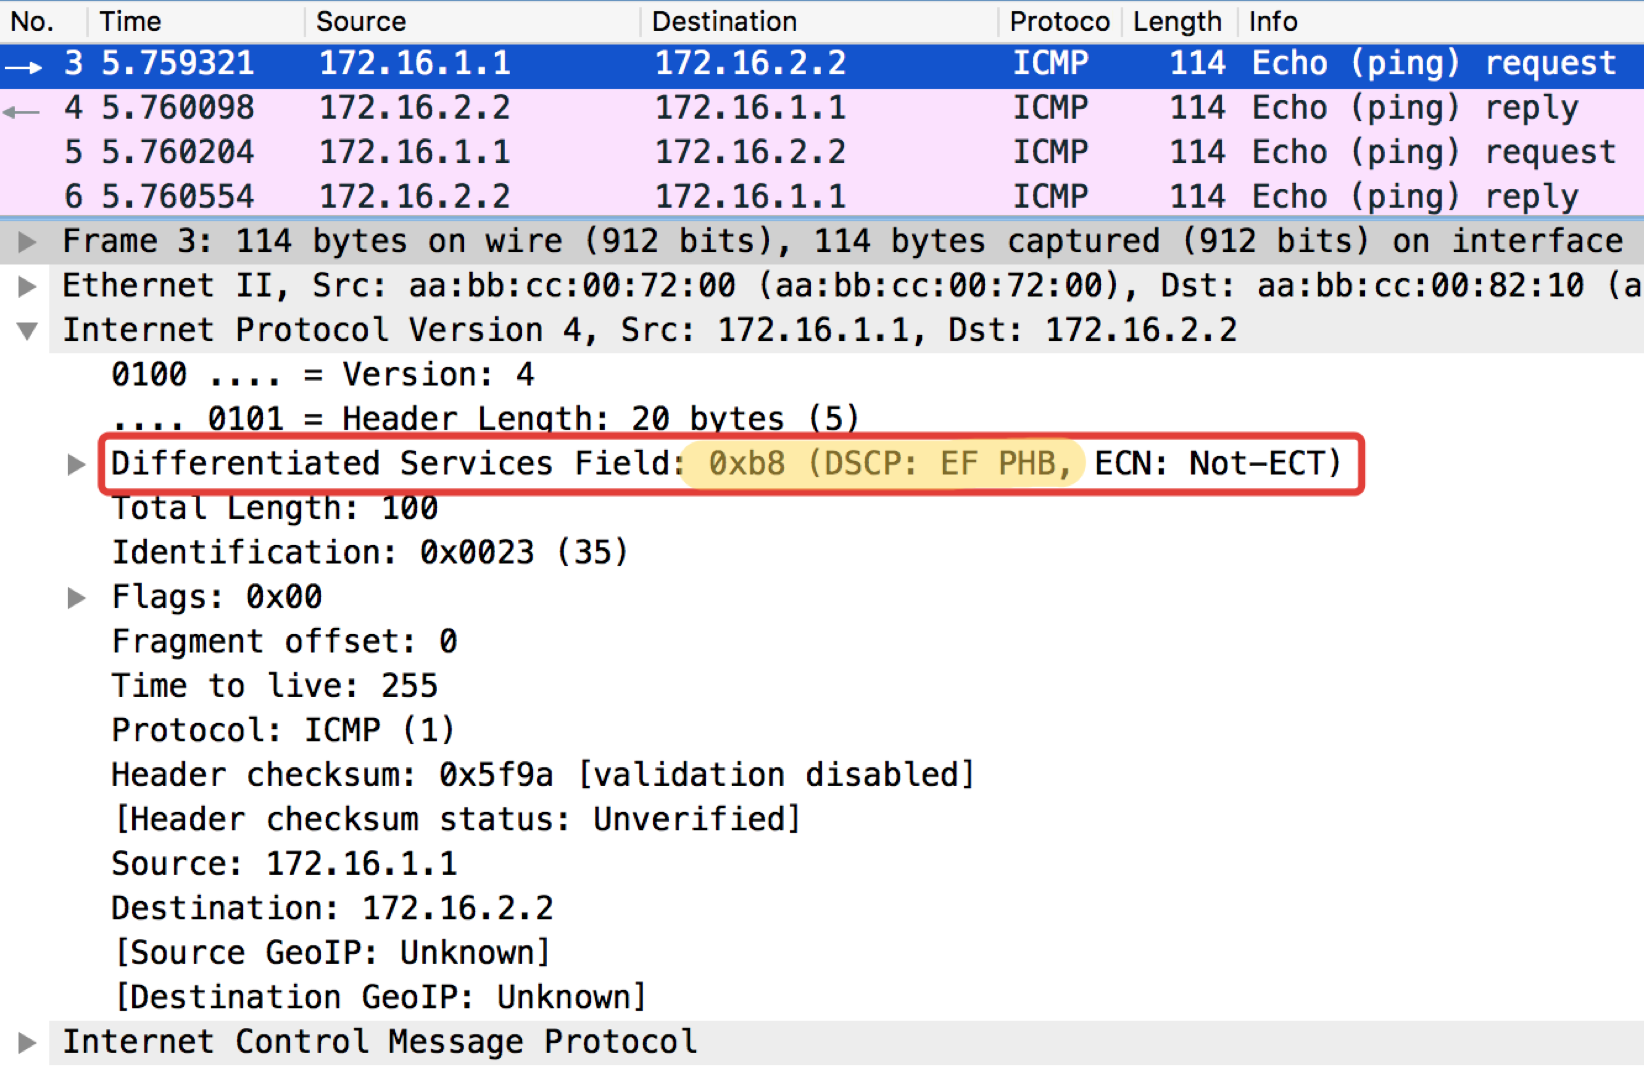 No. Time Source Destination Protoco Length Info
3 5.759321 172.16.1.1 172.16.2.2 ICMP 114 Echo (ping) request
4 5.760098 172.16.2.2 172.16.1.1 ICMP 114 Echo (ping) reply
5 5.760204 172.16.1.1 172.16.2.2 ICMP 114 Echo (ping) request
6 5.760554 172.16.2.2 172.16.1.1 ICMP 114 Echo (ping) reply
Frame 3: 114 bytes on wire (912 bits), 114 bytes captured (912 bits) on interface
Ethernet II, Src: aa:bb:cc:00:72:00 (aa:bb:cc:00:72:00), Dst: aa:bb:cc:00:82:10 (a
Internet Protocol Version 4, Src: 172.16.1.1, Dst: 172.16.2.2
0100 .... = Version: 4
.... 0101 = Header Length: 20 bytes (5)
Differentiated Services Field: 0xb8 (DSCP: EF PHB, ECN: Not-ECT)
Total Length: 100
Identification: 0x0023 (35)
Flags: 0x00
Fragment offset: 0
Time to live: 255
Protocol: ICMP (1)
Header checksum: 0x5f9a [validation disabled]
[Header checksum status: Unverified]
Source: 172.16.1.1
Destination: 172.16.2.2
[Source GeoIP: Unknown]
[Destination GeoIP: Unknown]
Internet Control Message Protocol